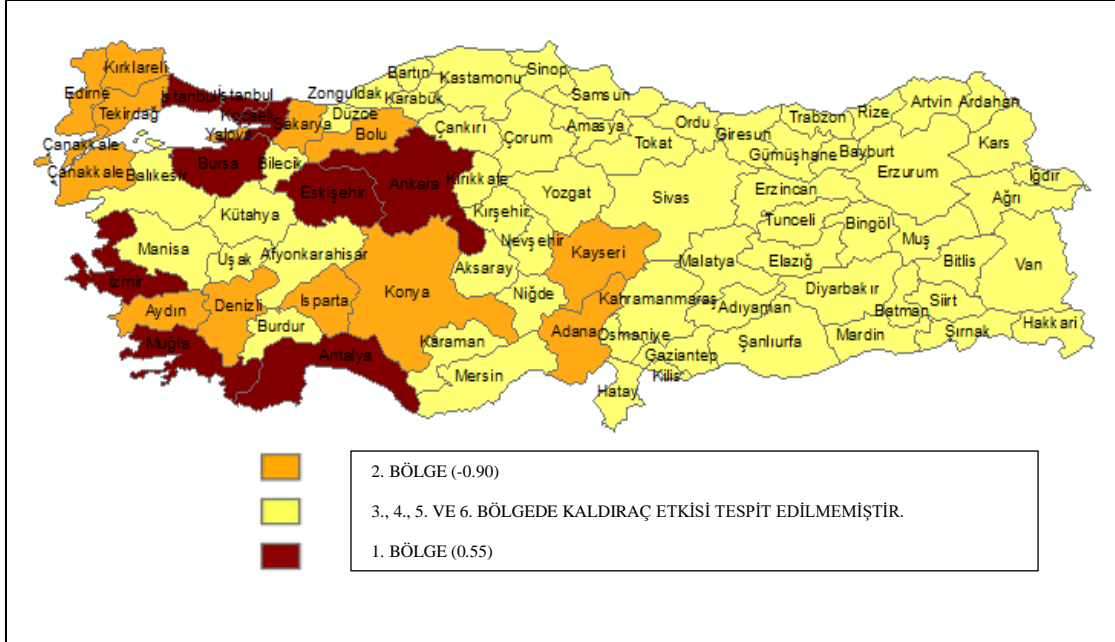 Kırklareli
Edirne
Tekirdağ
İstanbul
İstanbul
Kocaeli
Yalova
Sakarya
Düzce
Zonguldak
Bartın
Karabük
Kastamonu
Sinop
Samsun
Bolu
Çankırı
Çorum
Amasya
Tokat
Ordu
Giresun
Trabzon
Rize
Artvin
Ardahan
Kars
Gümüşhane
Bayburt
Erzurum
Iğdır
Ağrı
Çanakkale
Çanakkale
Balıkesir
Bursa
Bilecik
Eskişehir
Ankara
Kırıkkale
Yozgat
Sivas
Erzincan
Tunceli
Bingöl
Muş
Kütahya
Kırşehir
Manisa
Uşak
Afyonkarahisar
Nevşehir
Kayseri
Malatya
Elazığ
Bitlis
Van
İzmir
Aksaray
Niğde
Diyarbakır
Siirt
Batman
Aydın
Denizli
Isparta
Konya
Kahramanmaraş
Adıyaman
Burdur
Muğla
Antalya
Karaman
Mersin
Adana
Osmaniye
Gaziantep
Kilis
Şanlıurfa
Mardin
Şırnak
Hakkari
Hatay
2. BÖLGE (-0.90)
3., 4., 5. VE 6. BÖLGEDE KALDIRAÇ ETKİSİ TESPİT EDİLMEMİŞTİR.
1. BÖLGE (0.55)